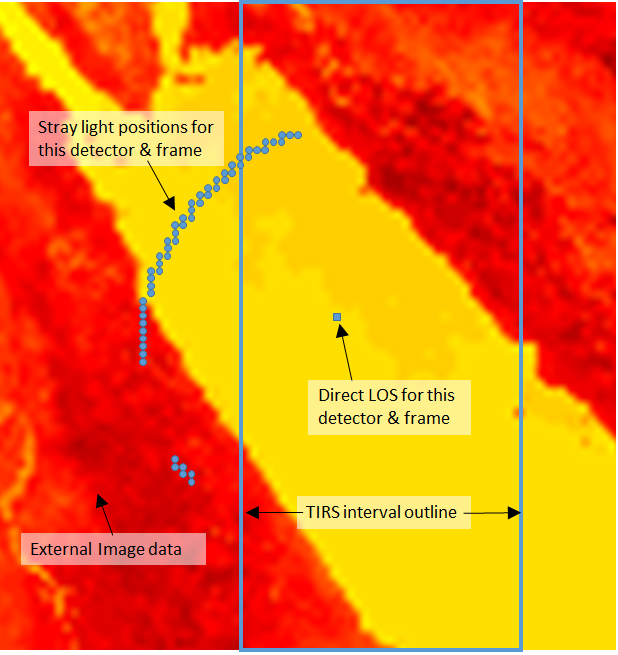 Stray light positions for
this detector & frame
Direct LOS for this
detector & frame
TIRS interval outline
External Image data